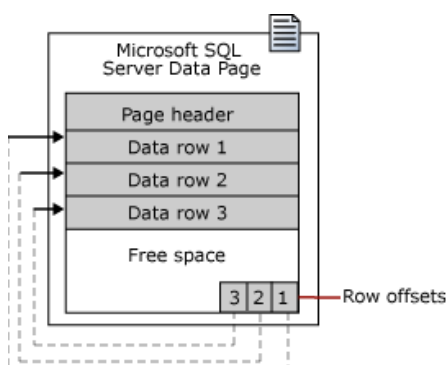 Microsoft SQL
Server Data Page
Page header
Data row 1
Data row 2
Data row 3
Free space
3 2 1
Row offsets